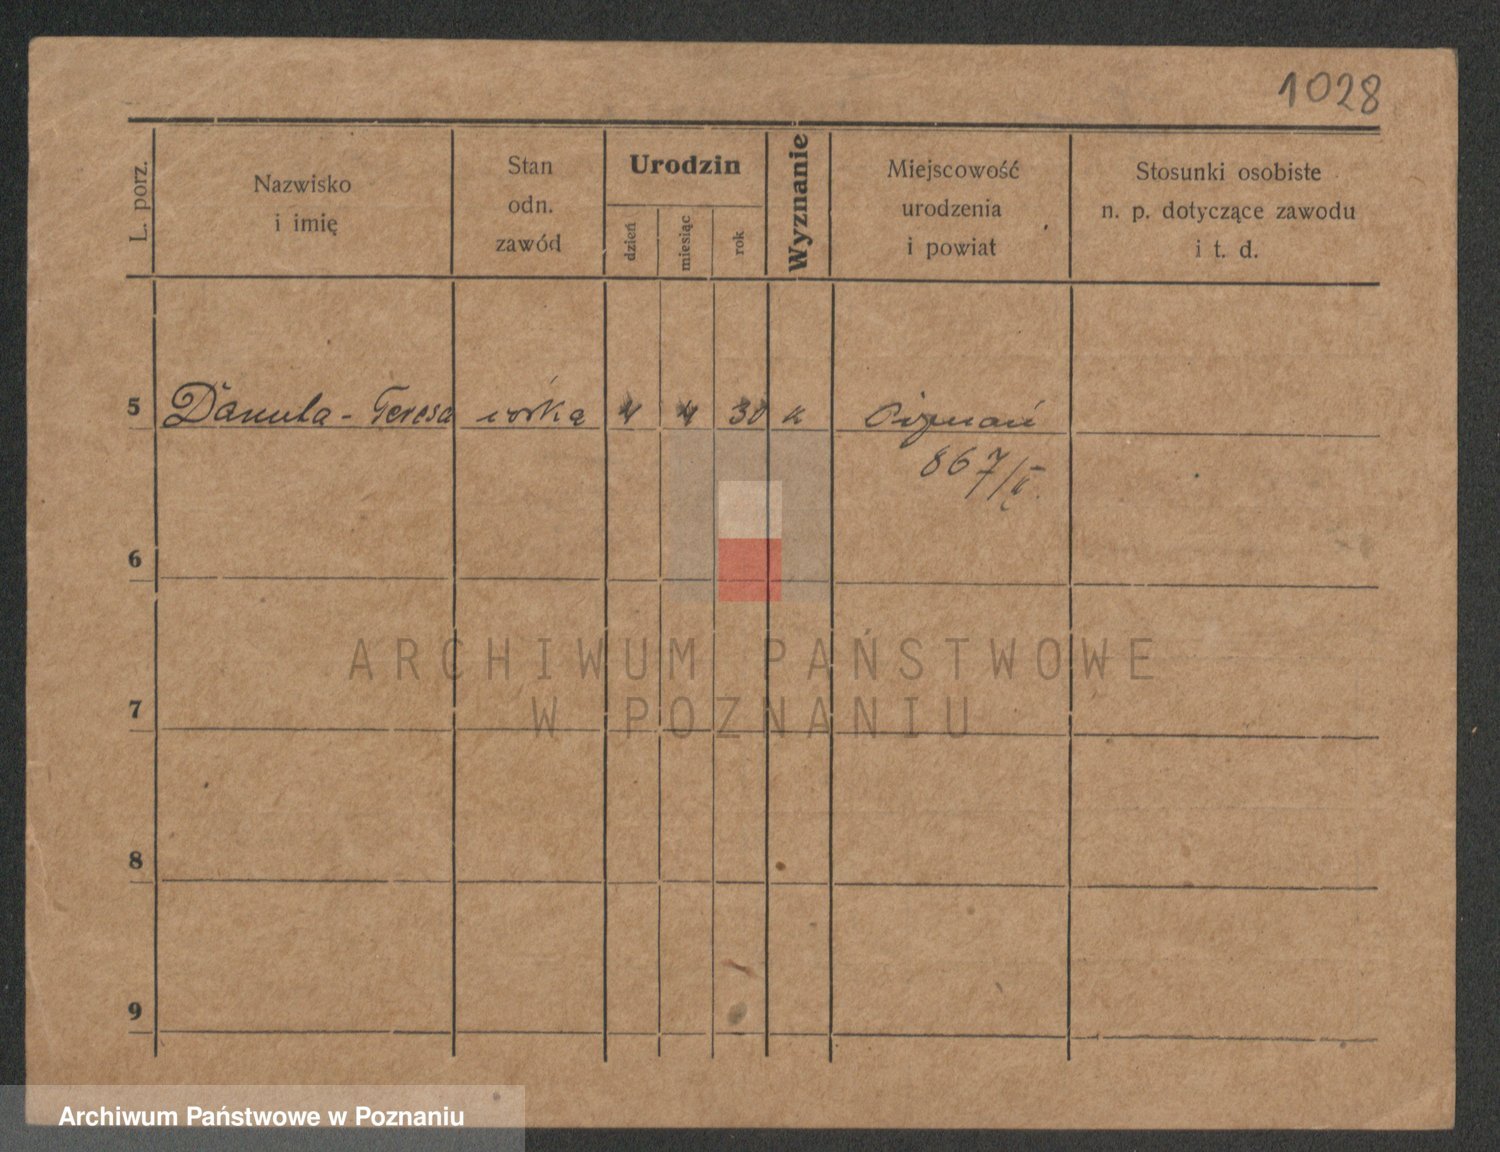 1028
L. porz.
Nazwisko
i imię
Stan
odn.
zawód
Urodzin
dzień
miesiąc
rok
Wyznanie
Miejscowość
urodzenia
i powiat
Stosunki osobiste
n. p. dotyczące zawodu
i t. d.
5 Danuta - Teresa córka 4 4 30 k Poznań
867/II.
6
7
8
9
ARCHIWUM PAŃSTWOWE
W POZNANIU
Archiwum Państwowe w Poznaniu